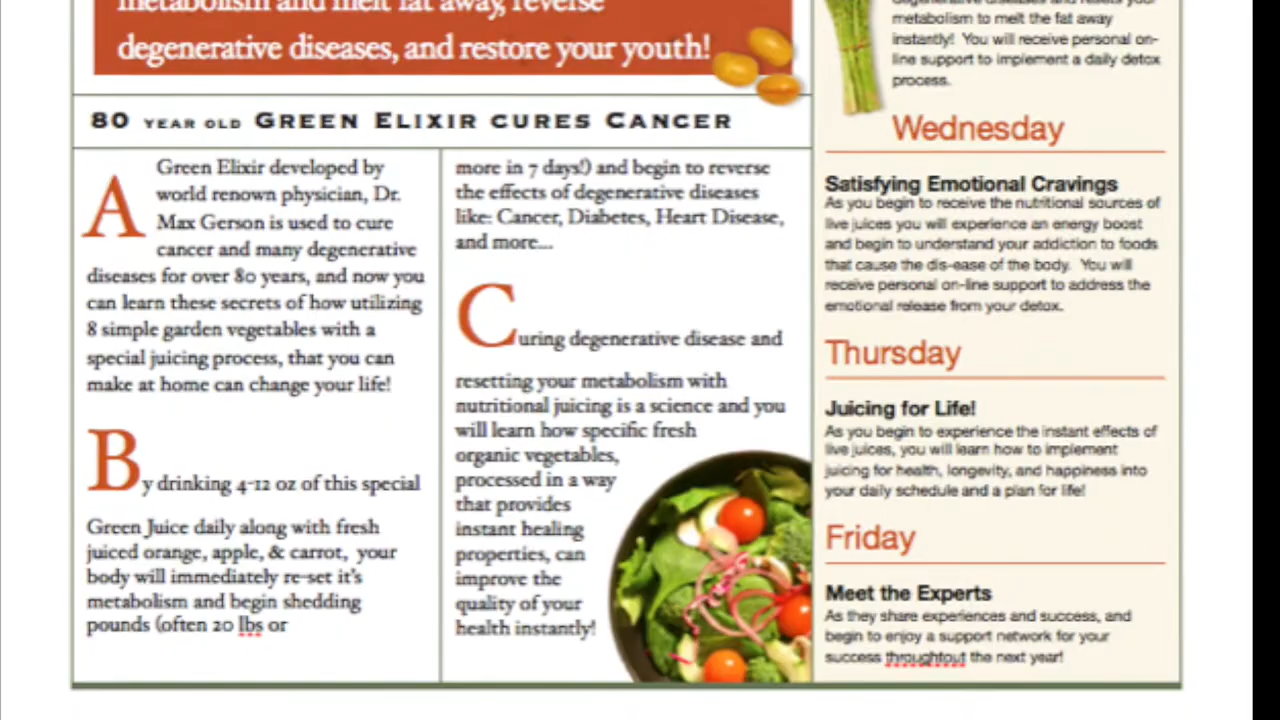 metabolism and melt fat away, reverse
degenerative diseases, and restore your youth!
80 YEAR OLD GREEN ELIXIR CURES CANCER
A Green Elixir developed by
world renown physician, Dr.
Max Gerson is used to cure
cancer and many degenerative
diseases for over 80 years, and now you
can learn these secrets of how utilizing
8 simple garden vegetables with a
special juicing process, that you can
make at home can change your life!
By drinking 4-12 oz of this special
Green Juice daily along with fresh
juiced orange, apple, & carrot, your
body will immediately re-set it's
metabolism and begin shedding
pounds (often 20 lbs or
more in 7 days!) and begin to reverse
the effects of degenerative diseases
like: Cancer, Diabetes, Heart Disease,
and more...
Curing degenerative disease and
resetting your metabolism with
nutritional juicing is a science and you
will learn how specific fresh
organic vegetables,
processed in a way
that provides
instant healing
properties, can
improve the
quality of your
health instantly!
degenerative diseases and resets your
metabolism to melt the fat away
instantly! You will receive personal on-
line support to implement a daily detox
process.
Wednesday
Satisfying Emotional Cravings
As you begin to receive the nutritional sources of
live juices you will experience an energy boost
and begin to understand your addiction to foods
that cause the dis-ease of the body. You will
receive personal on-line support to address the
emotional release from your detox.
Thursday
Juicing for Life!
As you begin to experience the instant effects of
live juices, you will learn how to implement
juicing for health, longevity, and happiness into
your daily schedule and a plan for life!
Friday
Meet the Experts
As they share experiences and success, and
begin to enjoy a support network for your
success throughtout the next year!